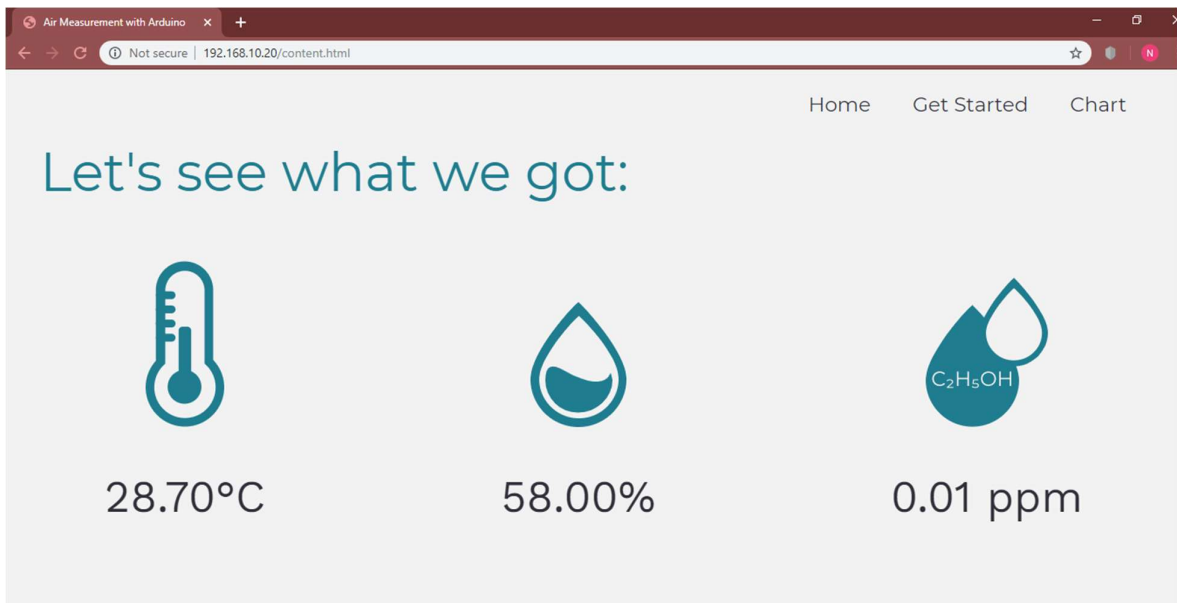 Air Measurement with Arduino
Not secure | 192.168.10.20/content.html
N
Home Get Started Chart
Let's see what we got:
C₂H₅OH
28.70°C 58.00% 0.01 ppm